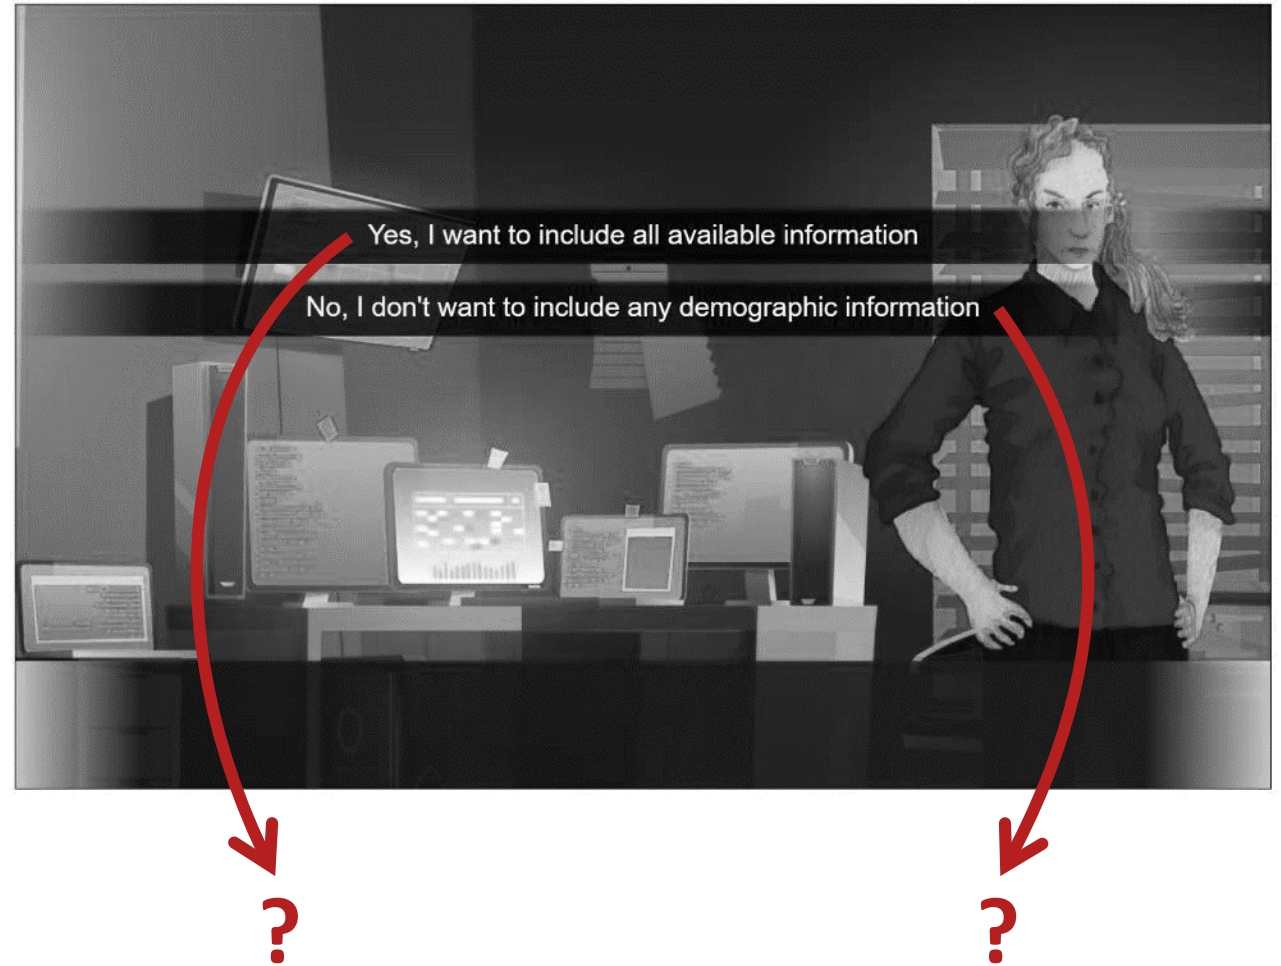 Yes, I want to include all available information
No, I don't want to include any demographic information
? ?